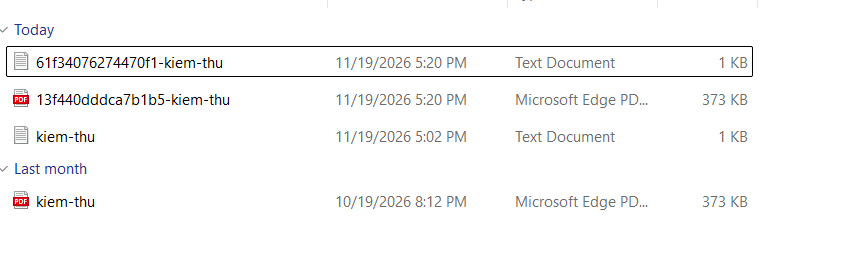 Today
61f34076274470f1-kiem-thu 11/19/2026 5:20 PM Text Document 1 KB
13f440dddca7b1b5-kiem-thu 11/19/2026 5:20 PM Microsoft Edge PD... 373 KB
kiem-thu 11/19/2026 5:02 PM Text Document 1 KB
Last month
kiem-thu 10/19/2026 8:12 PM Microsoft Edge PD... 373 KB